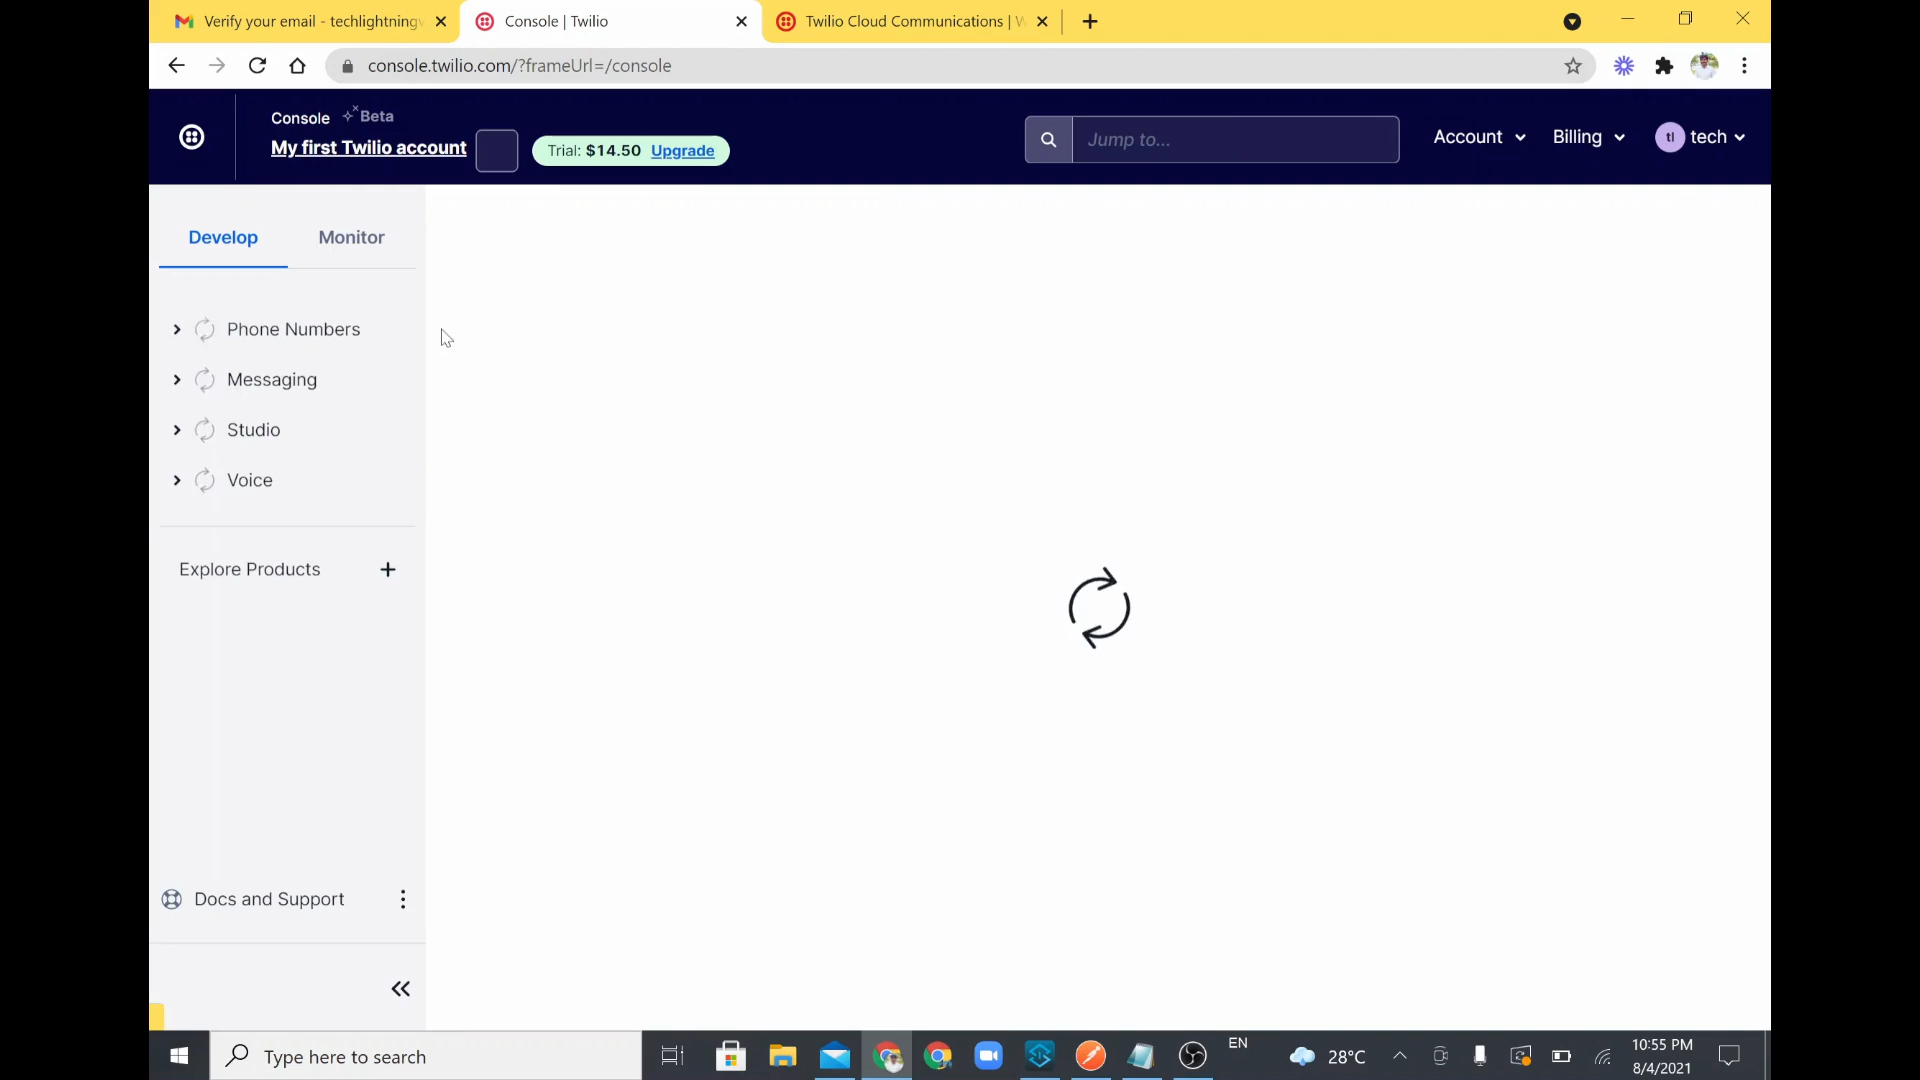 Verify your email - techlightning
Console | Twilio
Twilio Cloud Communications |
console.twilio.com/?frameUrl=/console
Console Beta
My first Twilio account
Trial: $14.50 Upgrade
Jump to...
Account
Billing
tl tech
Develop
Monitor
Phone Numbers
Messaging
Studio
Voice
Explore Products +
Docs and Support
Type here to search
EN
28°C
10:55 PM
8/4/2021